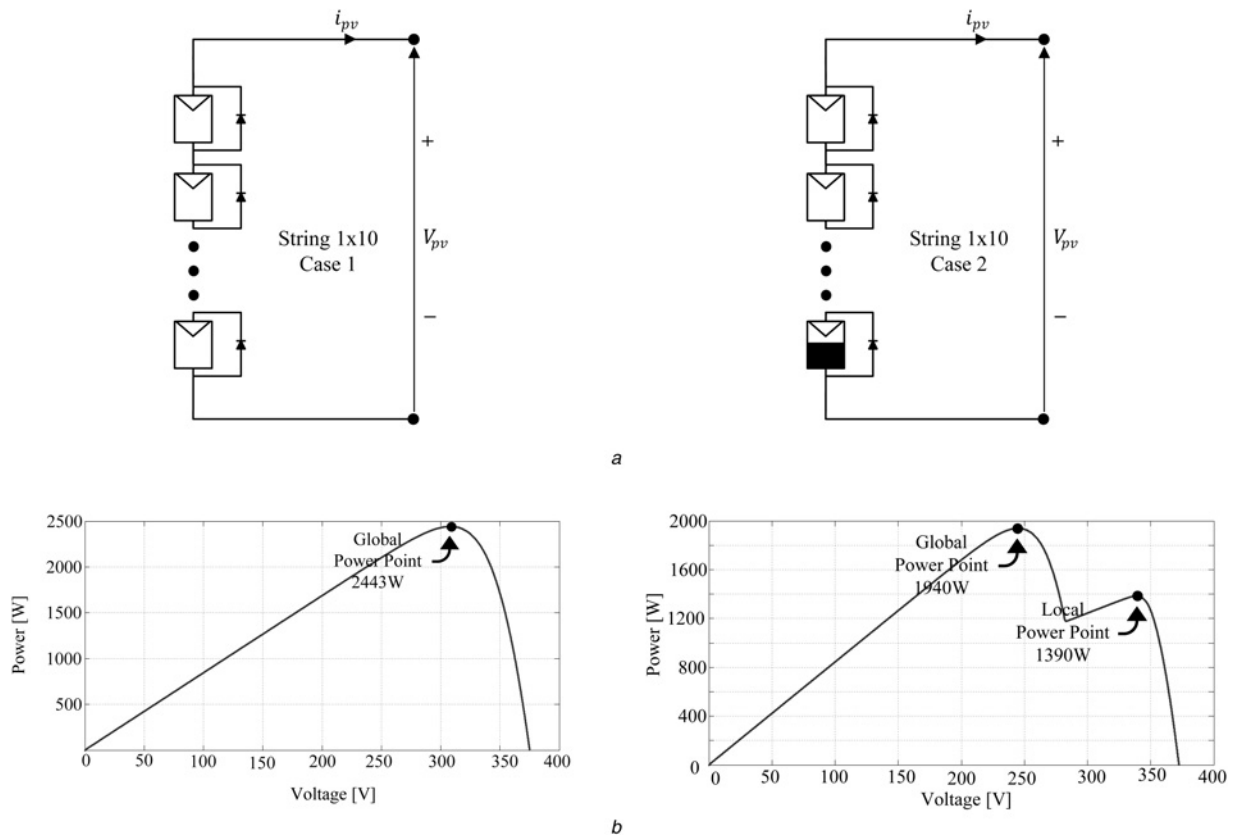 i_pv
i_pv
+
+
String 1x10
Case 1
V_pv
String 1x10
Case 2
V_pv
−
−
a
2500
2000
1500
1000
500
0
50
100
150
200
250
300
350
400
Power [W]
Voltage [V]
Global
Power Point
2443W
2000
1600
1200
800
400
0
0
50
100
150
200
250
300
350
400
Power [W]
Voltage [V]
Global
Power Point
1940W
Local
Power Point
1390W
b